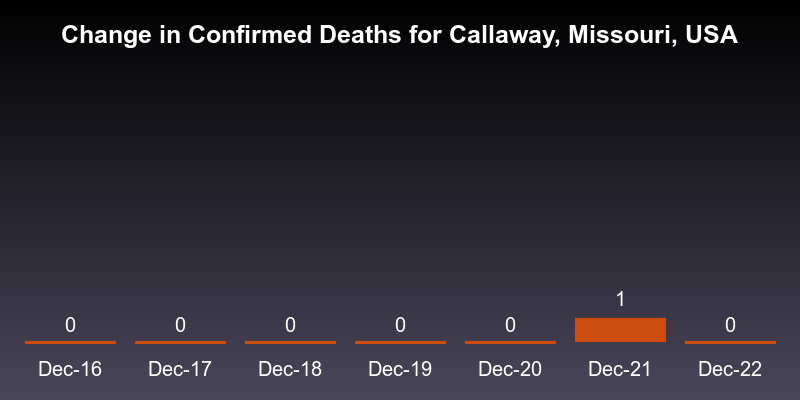 Change in Confirmed Deaths for Callaway, Missouri, USA
0 0 0 0 0 1 0
Dec-16 Dec-17 Dec-18 Dec-19 Dec-20 Dec-21 Dec-22